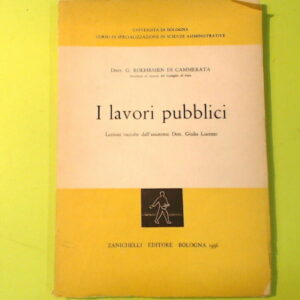 UNIVERSITÀ DI BOLOGNA
CORSO DI SPECIALIZZAZIONE IN SCIENZE AMMINISTRATIVE
DOTT. G. ROEHRSSEN DI CAMMERATA
I lavori pubblici
Lezioni raccolte dall'assistente Dott. Giulio
ZANICHELLI EDITORE BOLOGNA 1956